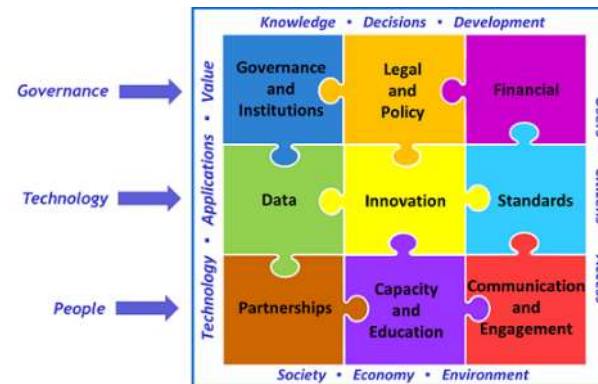 Knowledge • Decisions • Development
Governance
Technology
People
Technology • Applications • Value
Governance
and
Institutions
Legal
and
Policy
Financial
Data
Innovation
Standards
Partnerships
Capacity
and
Education
Communication
and
Engagement
Society • Economy • Environment